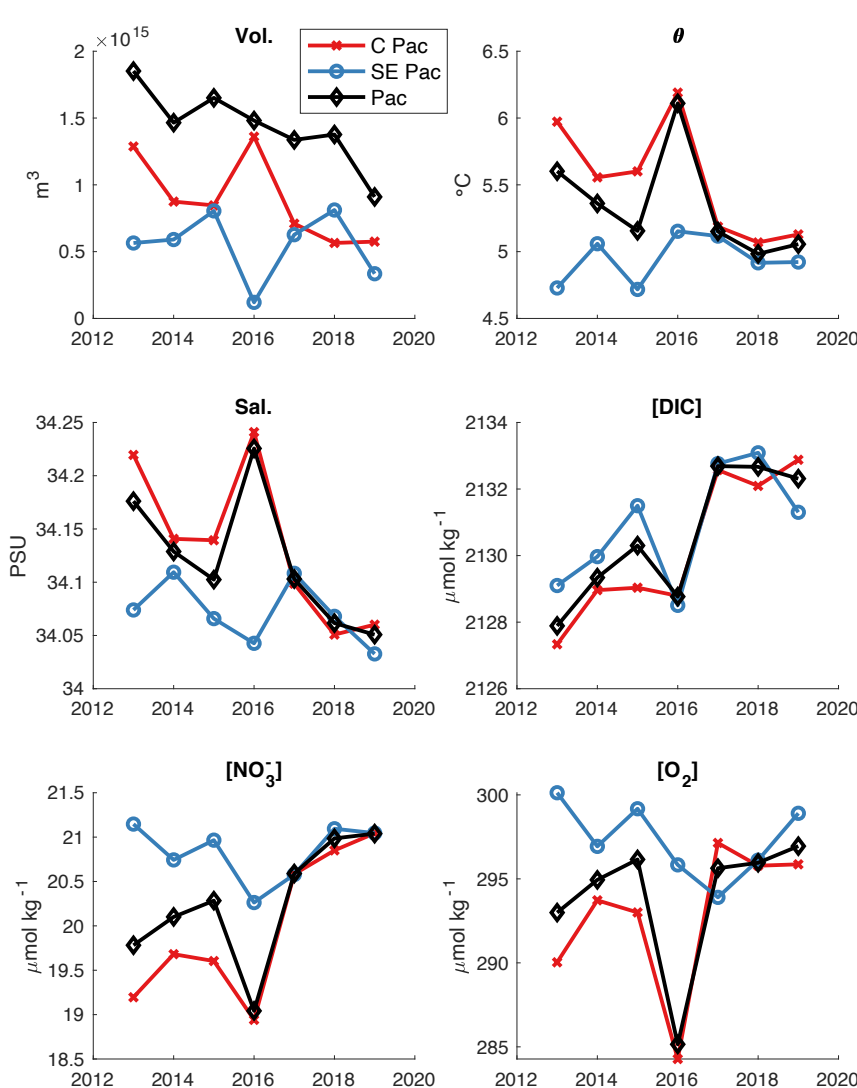 ×10^15
Vol.
C Pac
SE Pac
Pac
2
1.5
1
0.5
0
m³
2012 2014 2016 2018 2020
θ
6.5
6
5.5
5
4.5
°C
2012 2014 2016 2018 2020
Sal.
34.25
34.2
34.15
34.1
34.05
34
PSU
2012 2014 2016 2018 2020
[DIC]
2134
2132
2130
2128
2126
μmol kg⁻¹
2012 2014 2016 2018 2020
[NO₃⁻]
21.5
21
20.5
20
19.5
19
18.5
μmol kg⁻¹
2012 2014 2016 2018 2020
[O₂]
300
295
290
285
μmol kg⁻¹
2012 2014 2016 2018 2020